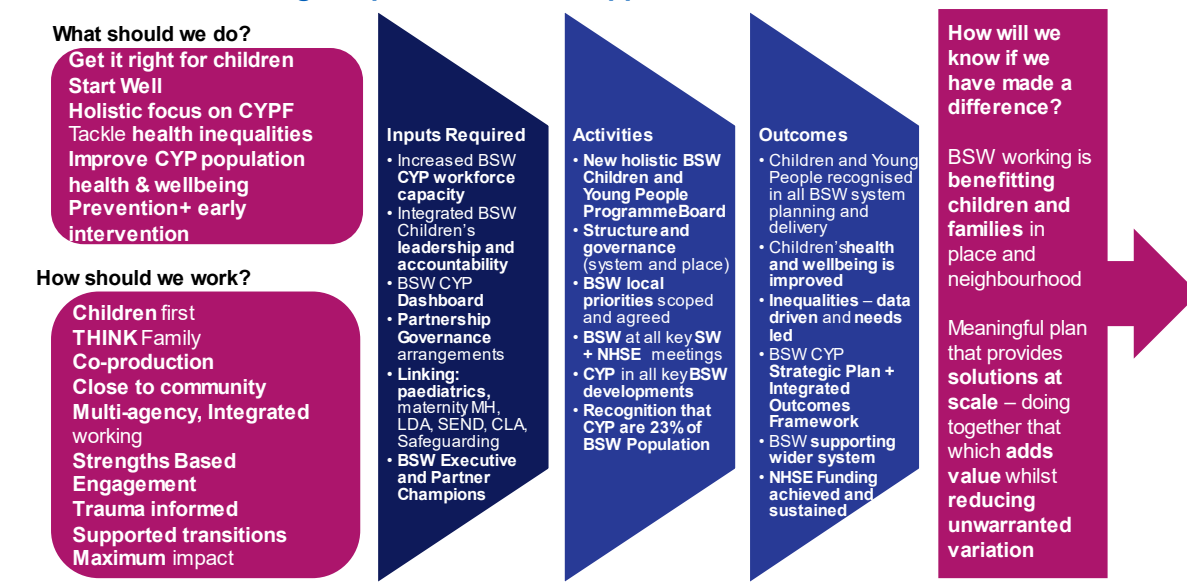 What should we do?
Get it right for children
Start Well
Holistic focus on CYPF
Tackle health inequalities
Improve CYP population
health & wellbeing
Prevention+ early
intervention
How should we work?
Children first
THINK Family
Co-production
Close to community
Multi-agency, Integrated
working
Strengths Based
Engagement
Trauma informed
Supported transitions
Maximum impact
Inputs Required
• Increased BSW
CYP workforce
capacity
• Integrated BSW
Children's
leadership and
accountability
• BSW CYP
Dashboard
• Partnership
Governance
arrangements
• Linking:
paediatrics,
maternity MH,
LDA, SEND, CLA,
Safeguarding
• BSW Executive
and Partner
Champions
Activities
• New holistic BSW
Children and
Young People
ProgrammeBoard
• Structure and
governance
(system and place)
• BSW local
priorities scoped
and agreed
• BSW at all key SW
+ NHSE meetings
• CYP in all key BSW
developments
• Recognition that
CYP are 23% of
BSW Population
Outcomes
• Children and Young
People recognised
in all BSW system
planning and
delivery
• Children's health
and wellbeing is
improved
• Inequalities – data
driven and needs
led
• BSW CYP
Strategic Plan +
Integrated
Outcomes
Framework
• BSW supporting
wider system
• NHSE Funding
achieved and
sustained
How will we
know if we
have made a
difference?
BSW working is
benefitting
children and
families in
place and
neighbourhood
Meaningful plan
that provides
solutions at
scale – doing
together that
which adds
value whilst
reducing
unwarranted
variation